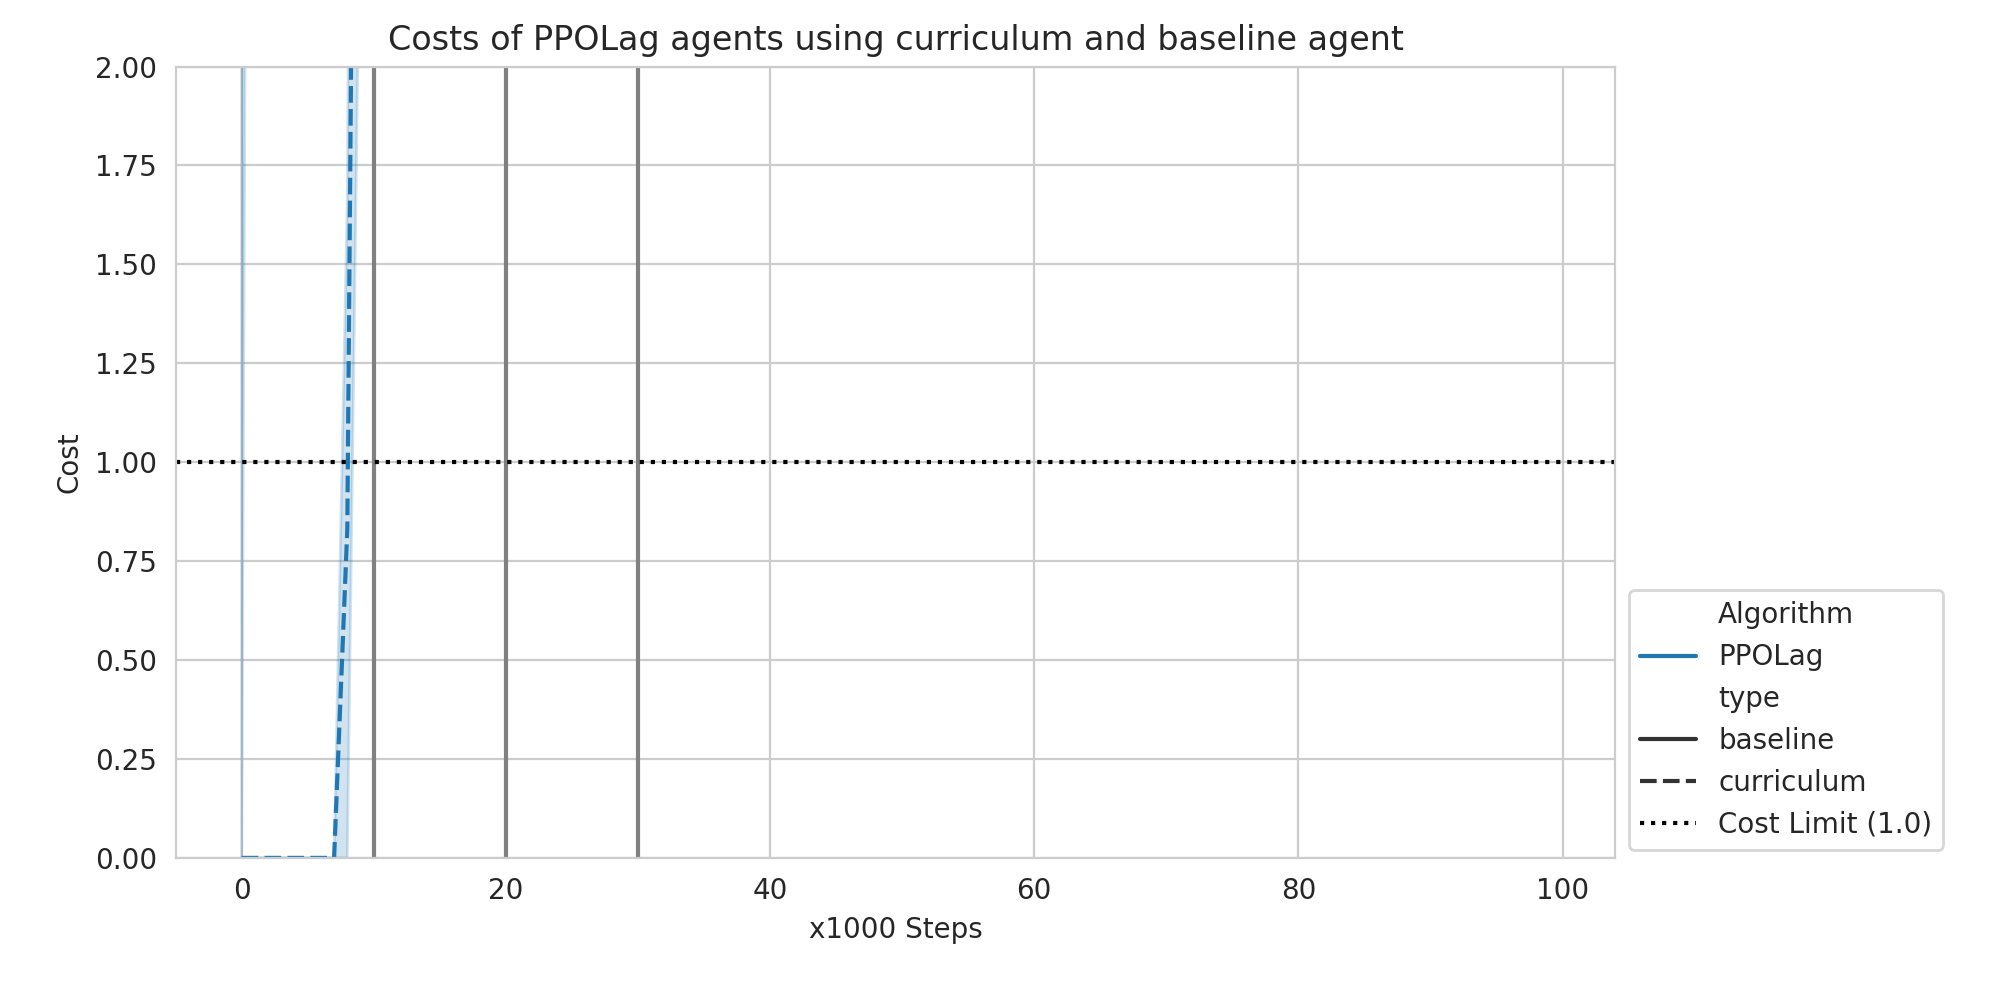 Costs of PPOLag agents using curriculum and baseline agent
2.00
1.75
1.50
1.25
1.00
0.75
0.50
0.25
0.00
Cost
0 20 40 60 80 100
x1000 Steps
Algorithm
PPOLag
type
baseline
curriculum
Cost Limit (1.0)